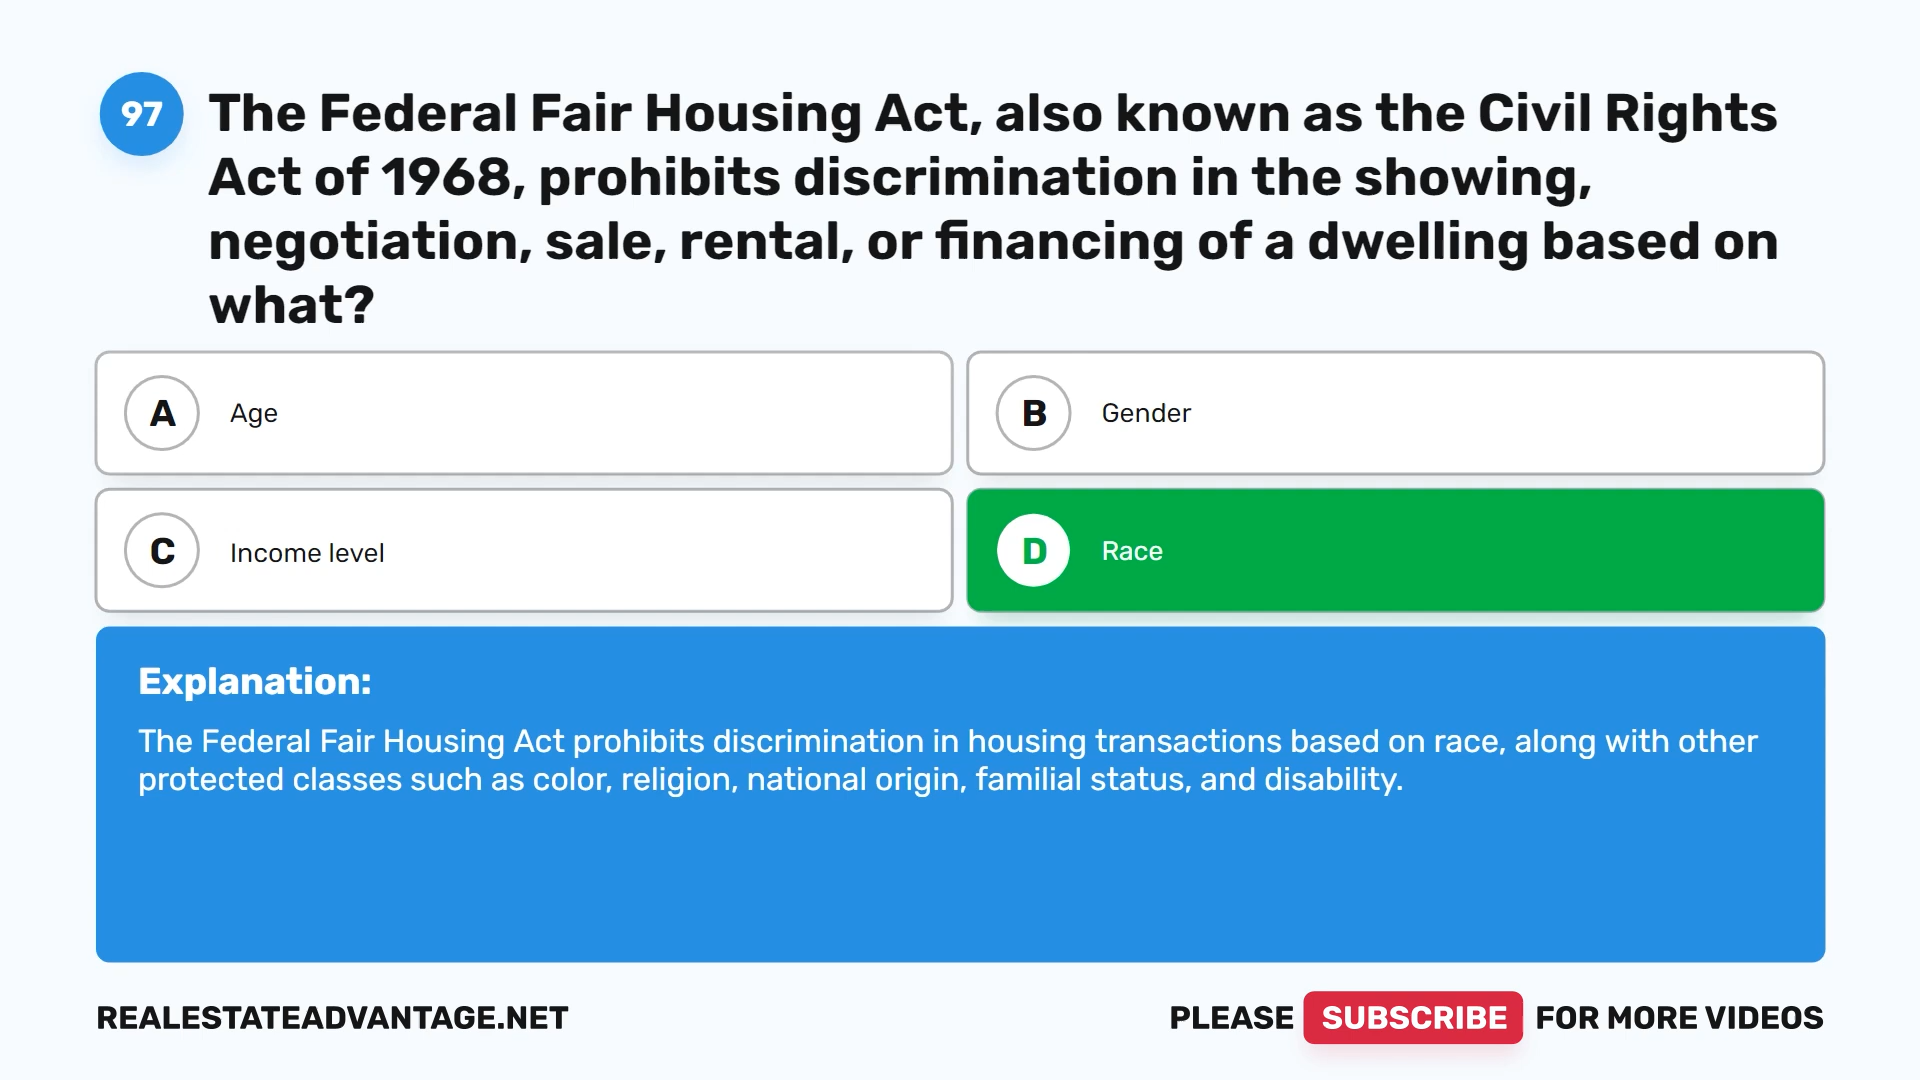 97
The Federal Fair Housing Act, also known as the Civil Rights
Act of 1968, prohibits discrimination in the showing,
negotiation, sale, rental, or financing of a dwelling based on
what?
A Age
B Gender
C Income level
D Race
Explanation:
The Federal Fair Housing Act prohibits discrimination in housing transactions based on race, along with other
protected classes such as color, religion, national origin, familial status, and disability.
REALESTATEADVANTAGE.NET
PLEASE SUBSCRIBE FOR MORE VIDEOS